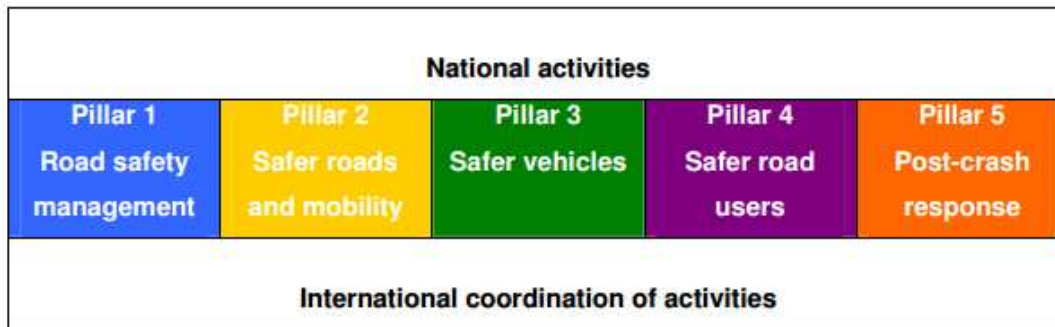 National activities
Pillar 1
Road safety
management
Pillar 2
Safer roads
and mobility
Pillar 3
Safer vehicles
Pillar 4
Safer road
users
Pillar 5
Post-crash
response
International coordination of activities